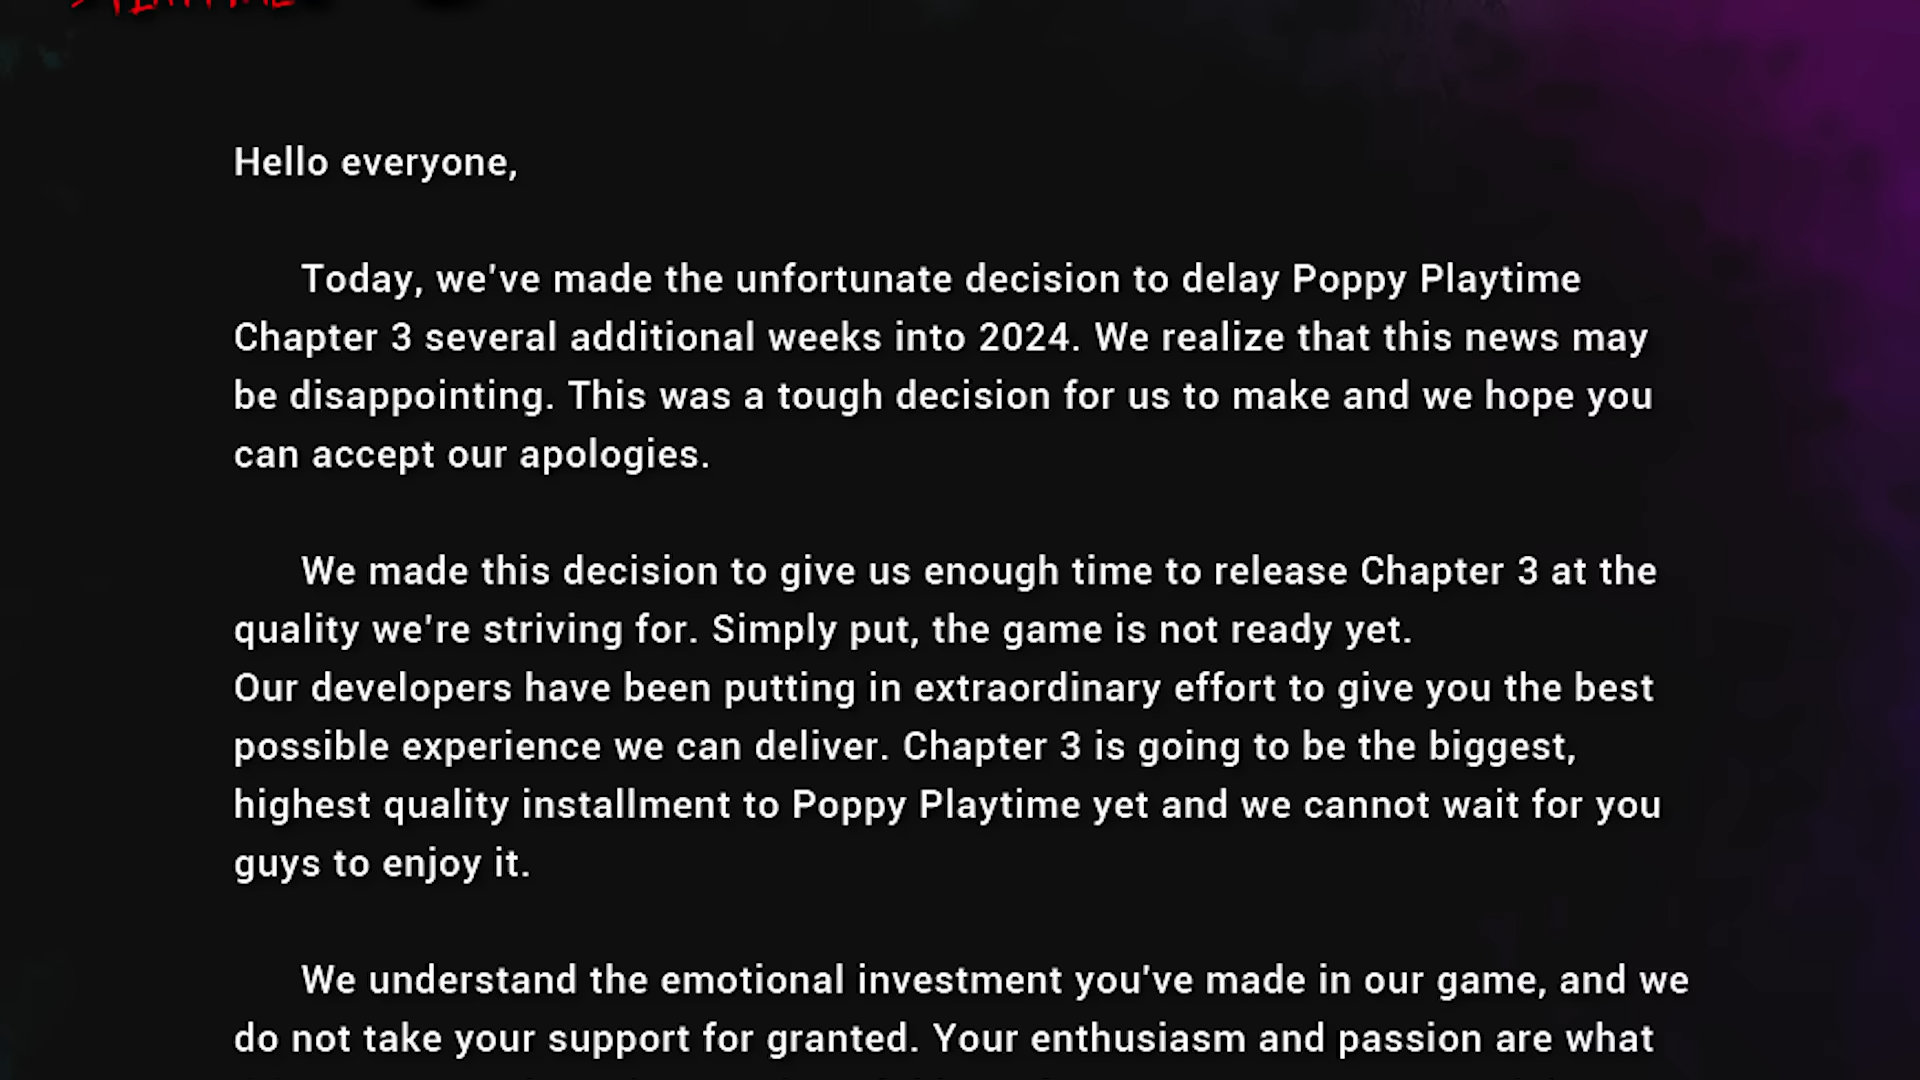 Hello everyone,
Today, we've made the unfortunate decision to delay Poppy Playtime
Chapter 3 several additional weeks into 2024. We realize that this news may
be disappointing. This was a tough decision for us to make and we hope you
can accept our apologies.
We made this decision to give us enough time to release Chapter 3 at the
quality we're striving for. Simply put, the game is not ready yet.
Our developers have been putting in extraordinary effort to give you the best
possible experience we can deliver. Chapter 3 is going to be the biggest,
highest quality installment to Poppy Playtime yet and we cannot wait for you
guys to enjoy it.
We understand the emotional investment you've made in our game, and we
do not take your support for granted. Your enthusiasm and passion are what